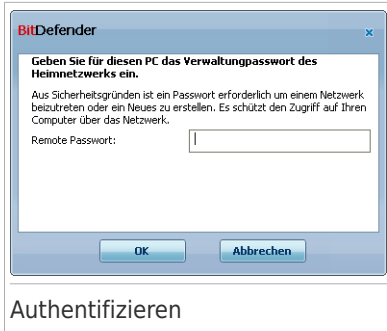 BitDefender
Geben Sie für diesen PC das Verwaltungpasswort des
Heimnetzwerks ein.
Aus Sicherheitsgründen ist ein Passwort erforderlich um einem Netzwerk
beizutreten oder ein Neues zu erstellen. Es schützt den Zugriff auf Ihren
Computer über das Netzwerk.
Remote Passwort:
OK
Abbrechen
Authentifizieren